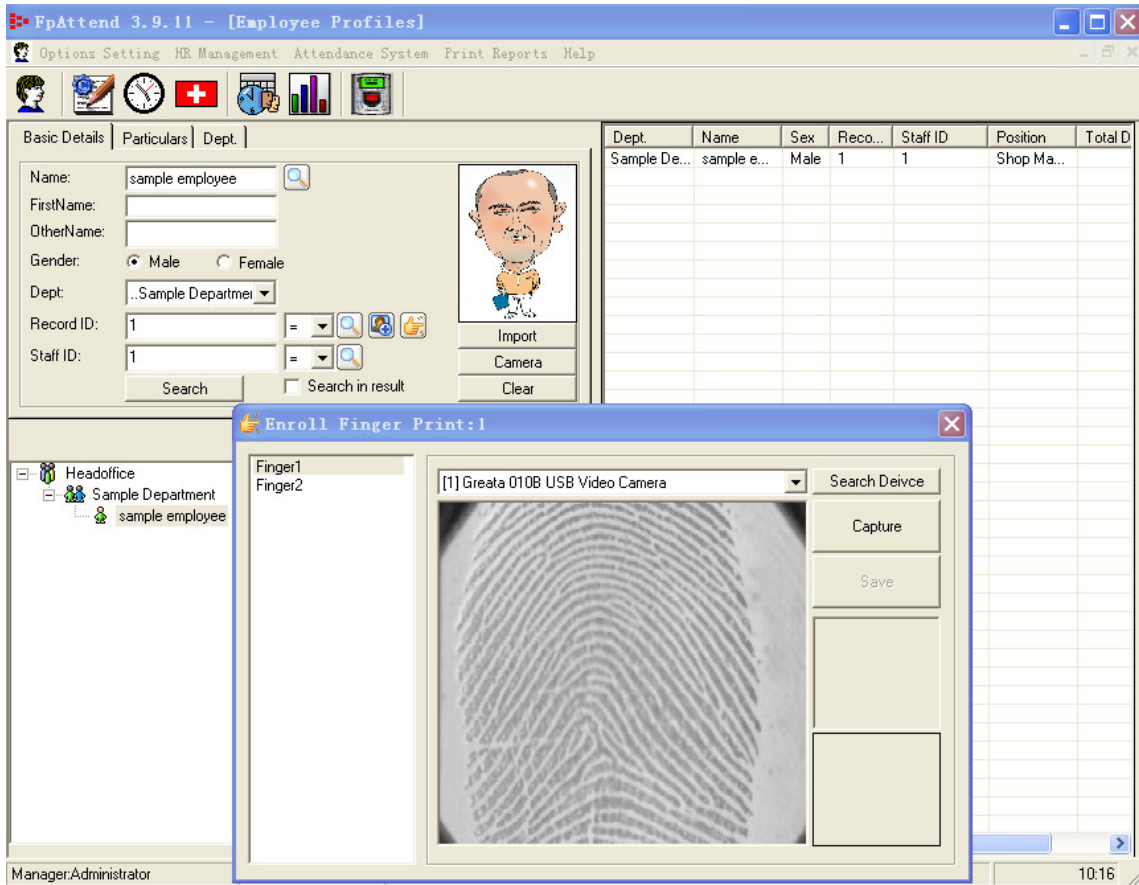 FpAttend 3.9.11 - [Employee Profiles]
Options Setting HR Management Attendance System Print Reports Help
Basic Details Particulars Dept.
Name: sample employee
FirstName:
OtherName:
Gender: Male Female
Dept: ..Sample Departmer
Record ID: 1 =
Staff ID: 1 =
Search Search in result
Import
Camera
Clear
Dept. Name Sex Reco... Staff ID Position Total D
Sample De... sample e... Male 1 1 Shop Ma...
Headoffice
Sample Department
sample employee
Enroll Finger Print:1
Finger1
Finger2
[1] Greata 010B USB Video Camera
Search Deivce
Capture
Save
Manager:Administrator
10:16